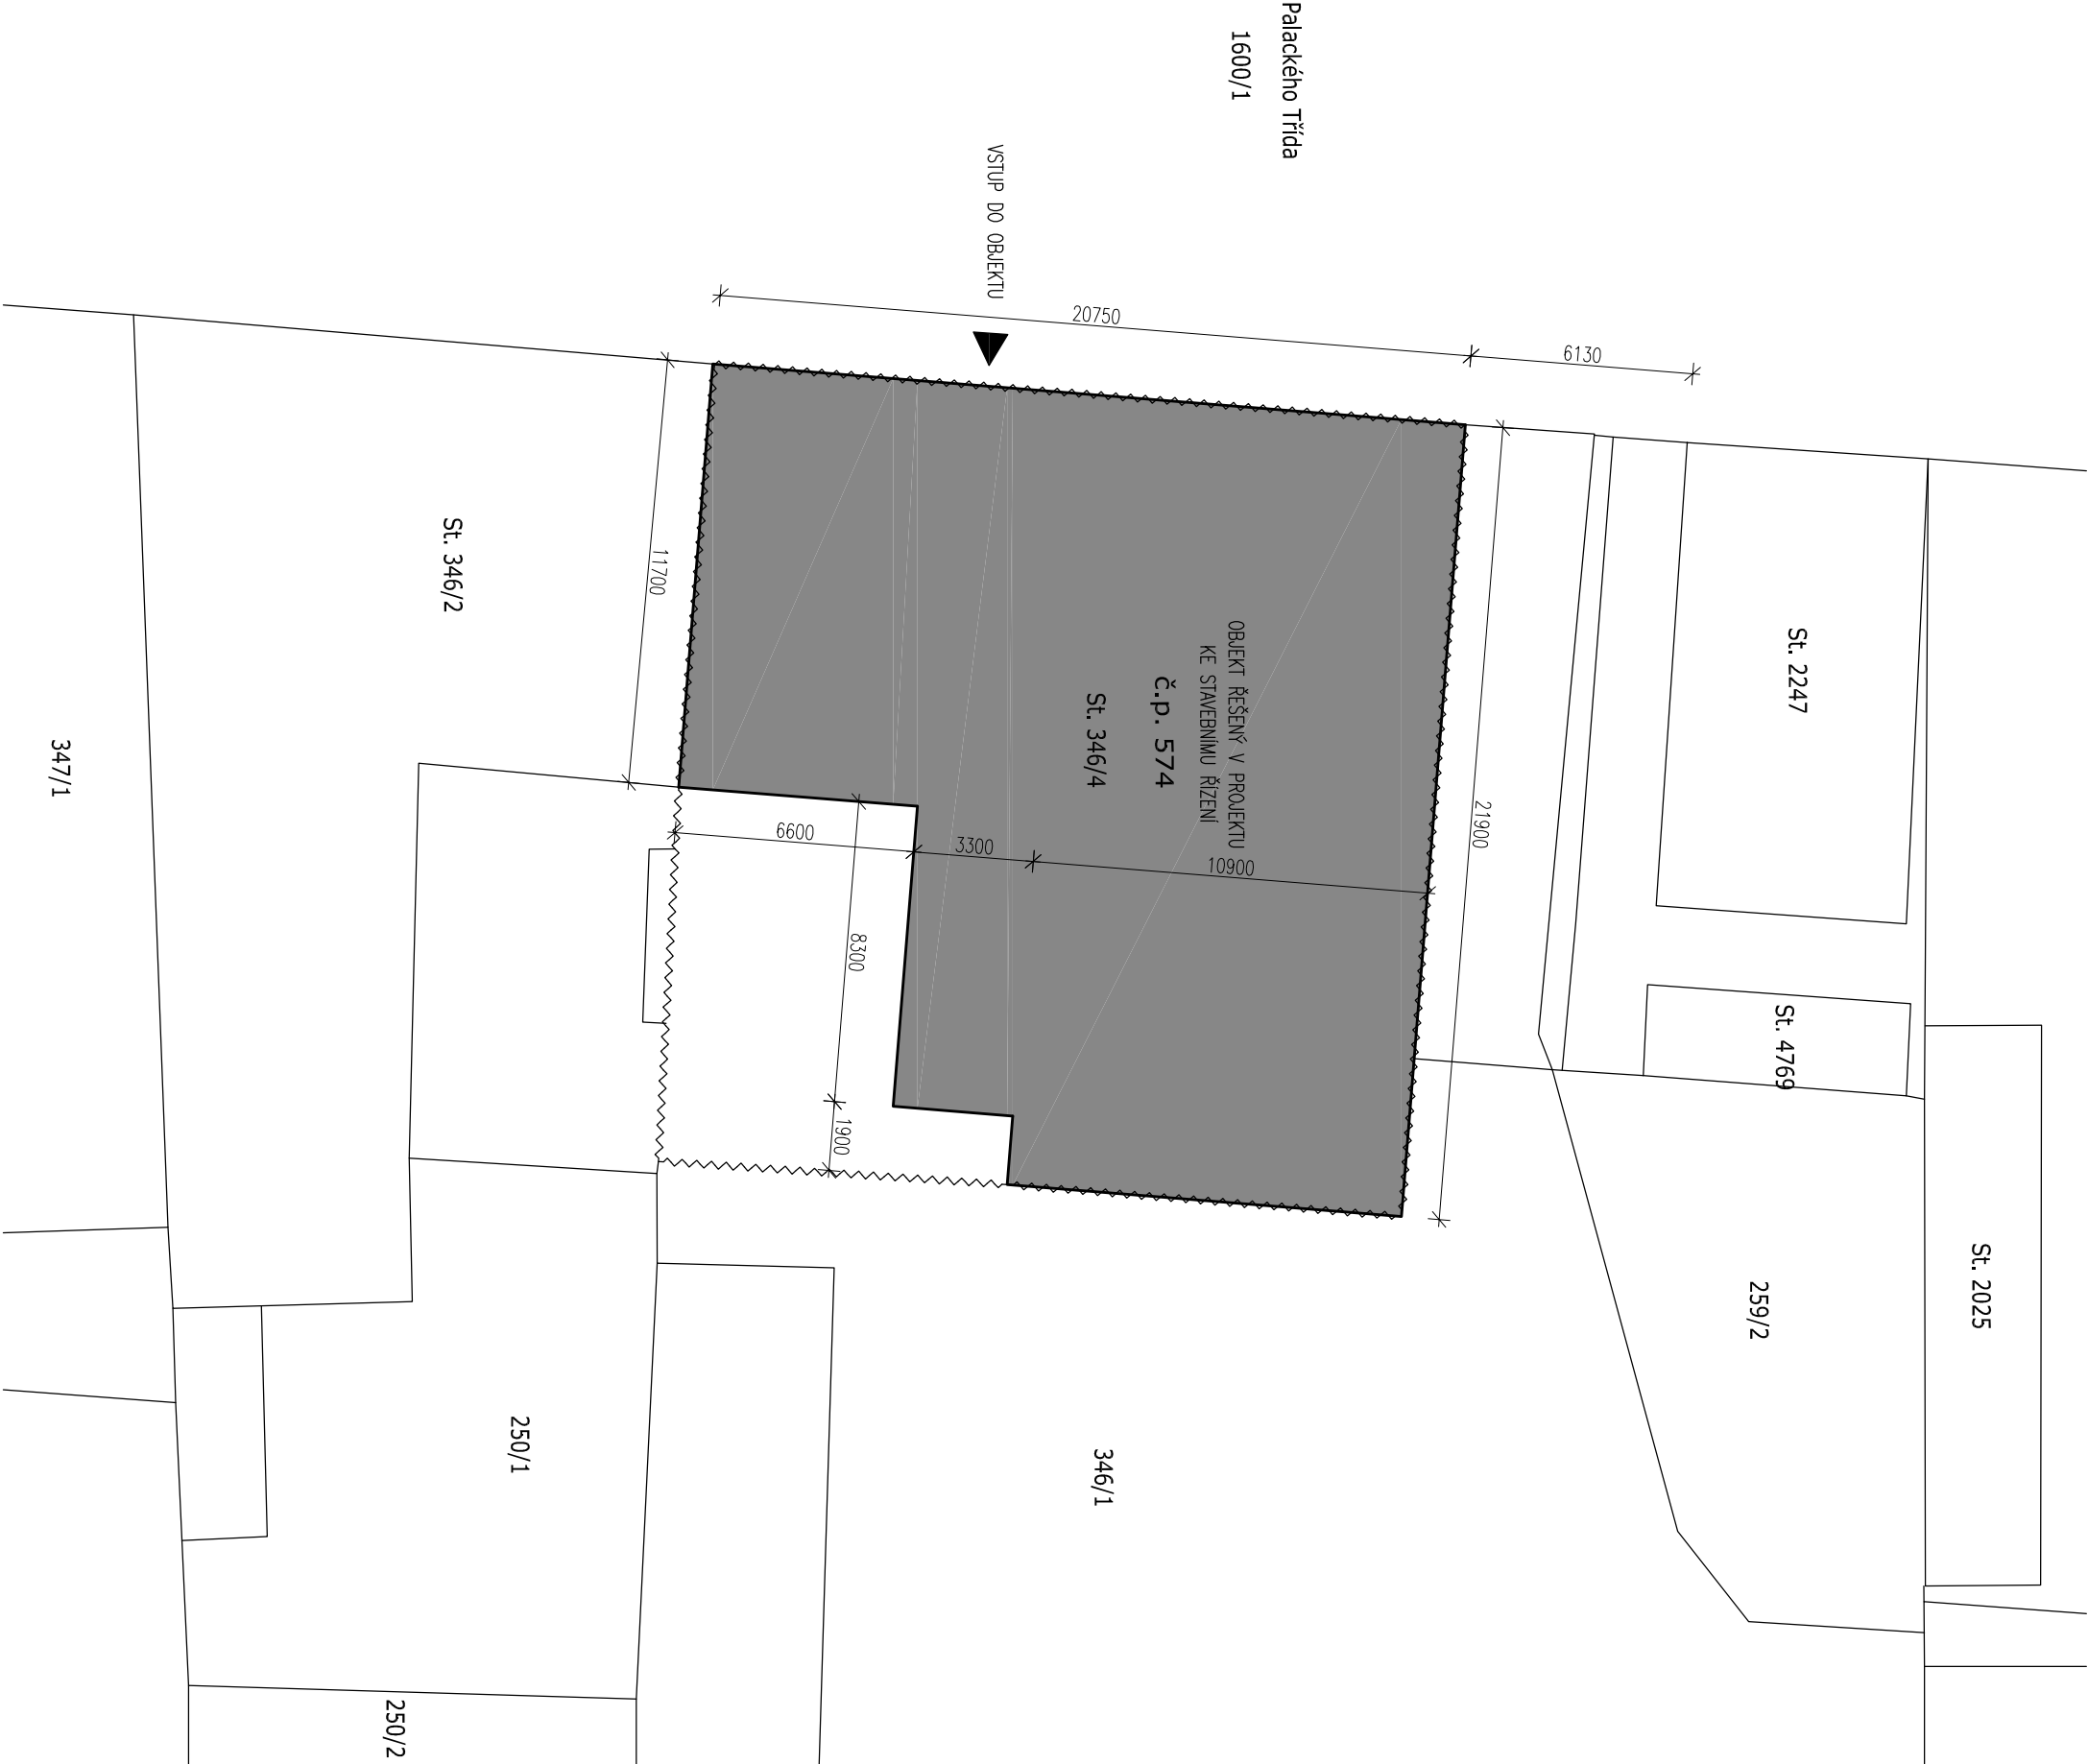 Palackého Třída
1600/1
VSTUP DO OBJEKTU
20750
6130
11700
St. 346/2
347/1
OBJEKT ŘEŠENÝ V PROJEKTU
KE STAVEBNÍMU ŘÍZENÍ
č.p. 574
St. 346/4
21900
6600
3300
10900
8300
1900
St. 2247
St. 4769
St. 2025
259/2
346/1
250/1
250/2